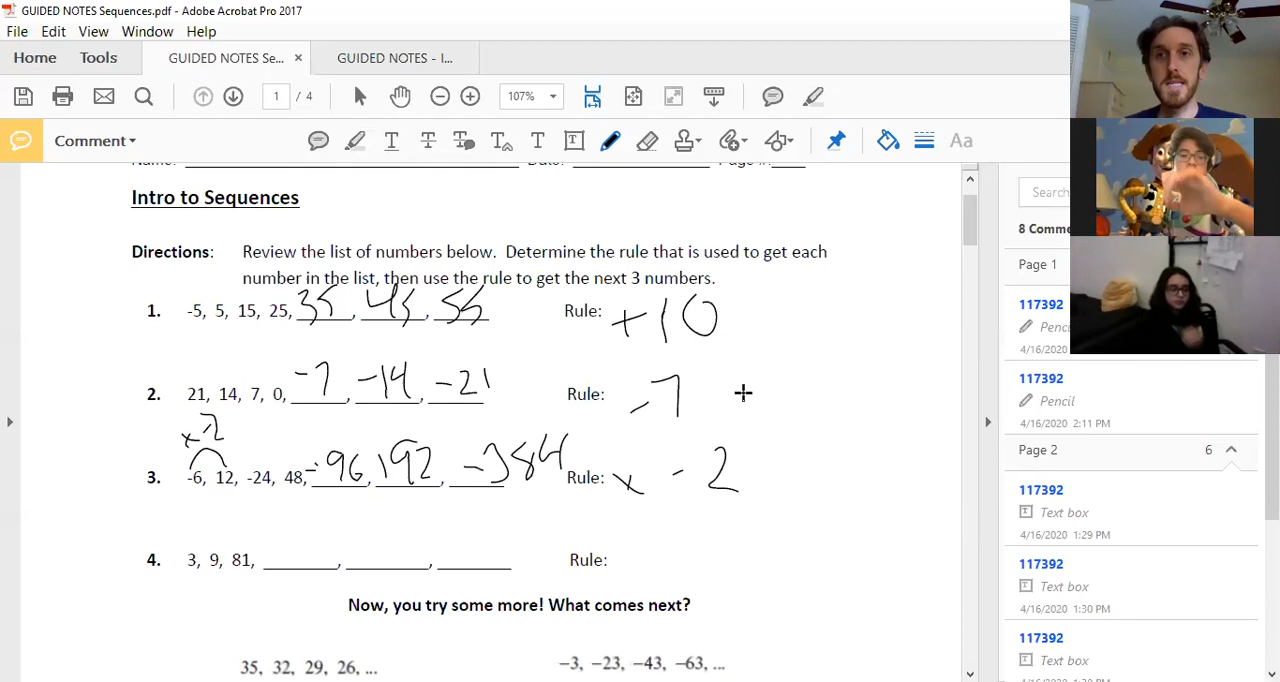 GUIDED NOTES Sequences.pdf - Adobe Acrobat Pro 2017
File Edit View Window Help
Home Tools GUIDED NOTES Se... × GUIDED NOTES - I...
1 / 4 107%
Comment Aa
Search
8 Comme
Page 1
117392
Penci
4/16/2020
117392
Pencil
4/16/2020 2:11 PM
Page 2 6
117392
Text box
4/16/2020 1:29 PM
117392
Text box
4/16/2020 1:30 PM
117392
Text box
Intro to Sequences
Directions: Review the list of numbers below. Determine the rule that is used to get each
number in the list, then use the rule to get the next 3 numbers.
1. -5, 5, 15, 25, 35, 45, 55 Rule: +10
2. 21, 14, 7, 0, -7, -14, -21 Rule: -7
x -2
3. -6, 12, -24, 48, -96, 192, -384 Rule: x -2
4. 3, 9, 81, ______, ______, ______ Rule:
Now, you try some more! What comes next?
35, 32, 29, 26, ... −3, −23, −43, −63, ...